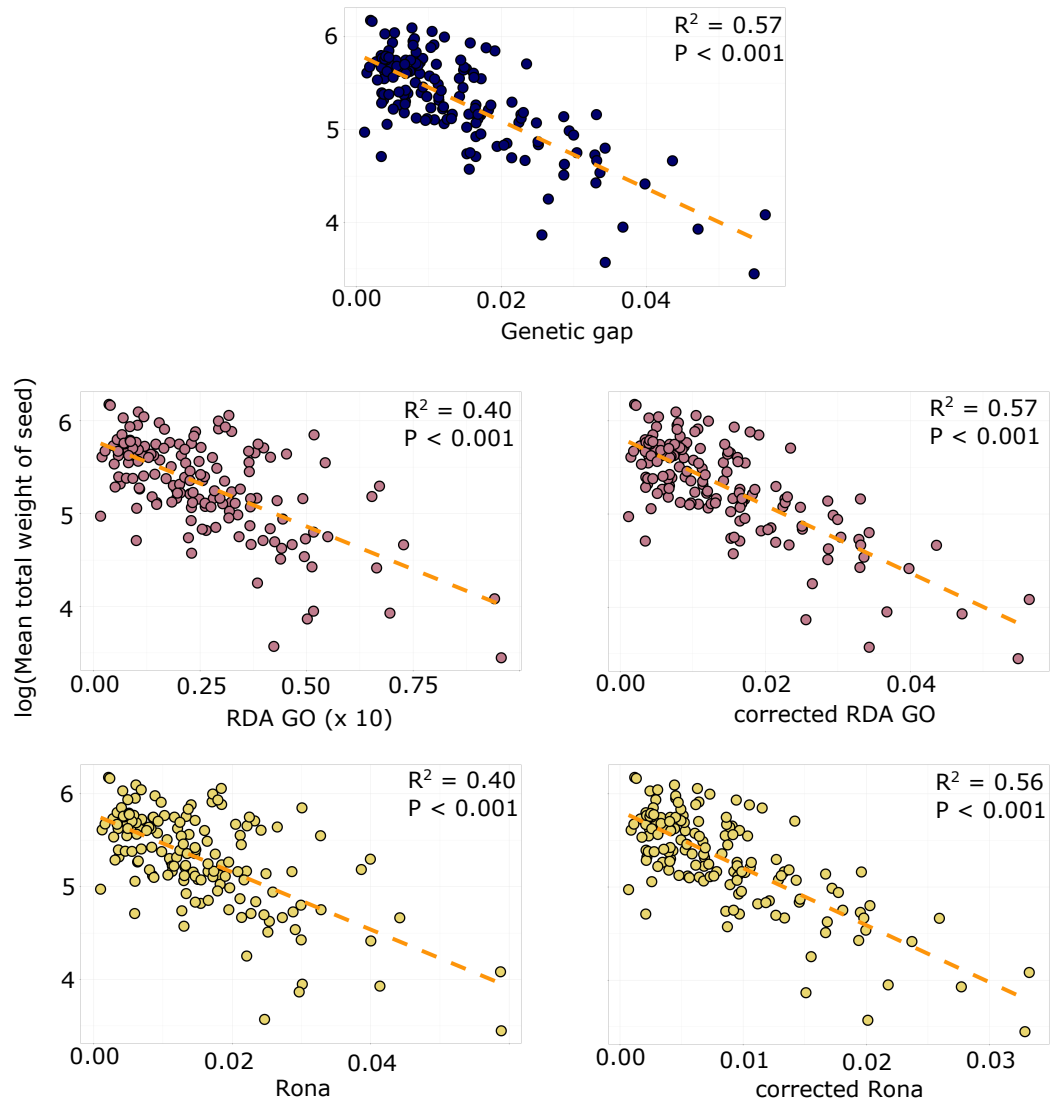 R² = 0.57
P < 0.001
6
5
4
0.00 0.02 0.04
Genetic gap
log(Mean total weight of seed)
R² = 0.40
P < 0.001
6
5
4
0.00 0.25 0.50 0.75
RDA GO (x 10)
R² = 0.57
P < 0.001
0.00 0.02 0.04
corrected RDA GO
R² = 0.40
P < 0.001
6
5
4
0.00 0.02 0.04
Rona
R² = 0.56
P < 0.001
0.00 0.01 0.02 0.03
corrected Rona